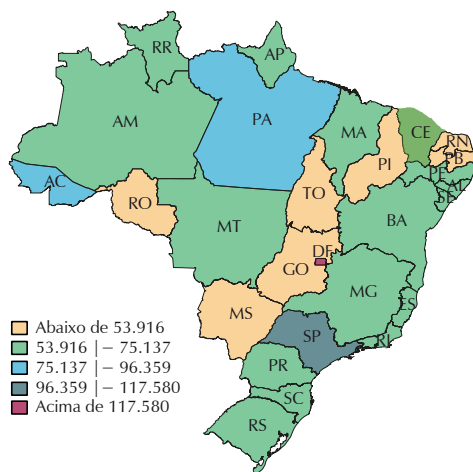 RR
AP
AM
PA
MA
CE
RN
PB
PI
PE
AL
SE
AC
TO
RO
BA
MT
DF
GO
MG
ES
MS
SP
RJ
PR
SC
RS
Abaixo de 53.916
53.916 |– 75.137
75.137 |– 96.359
96.359 |– 117.580
Acima de 117.580